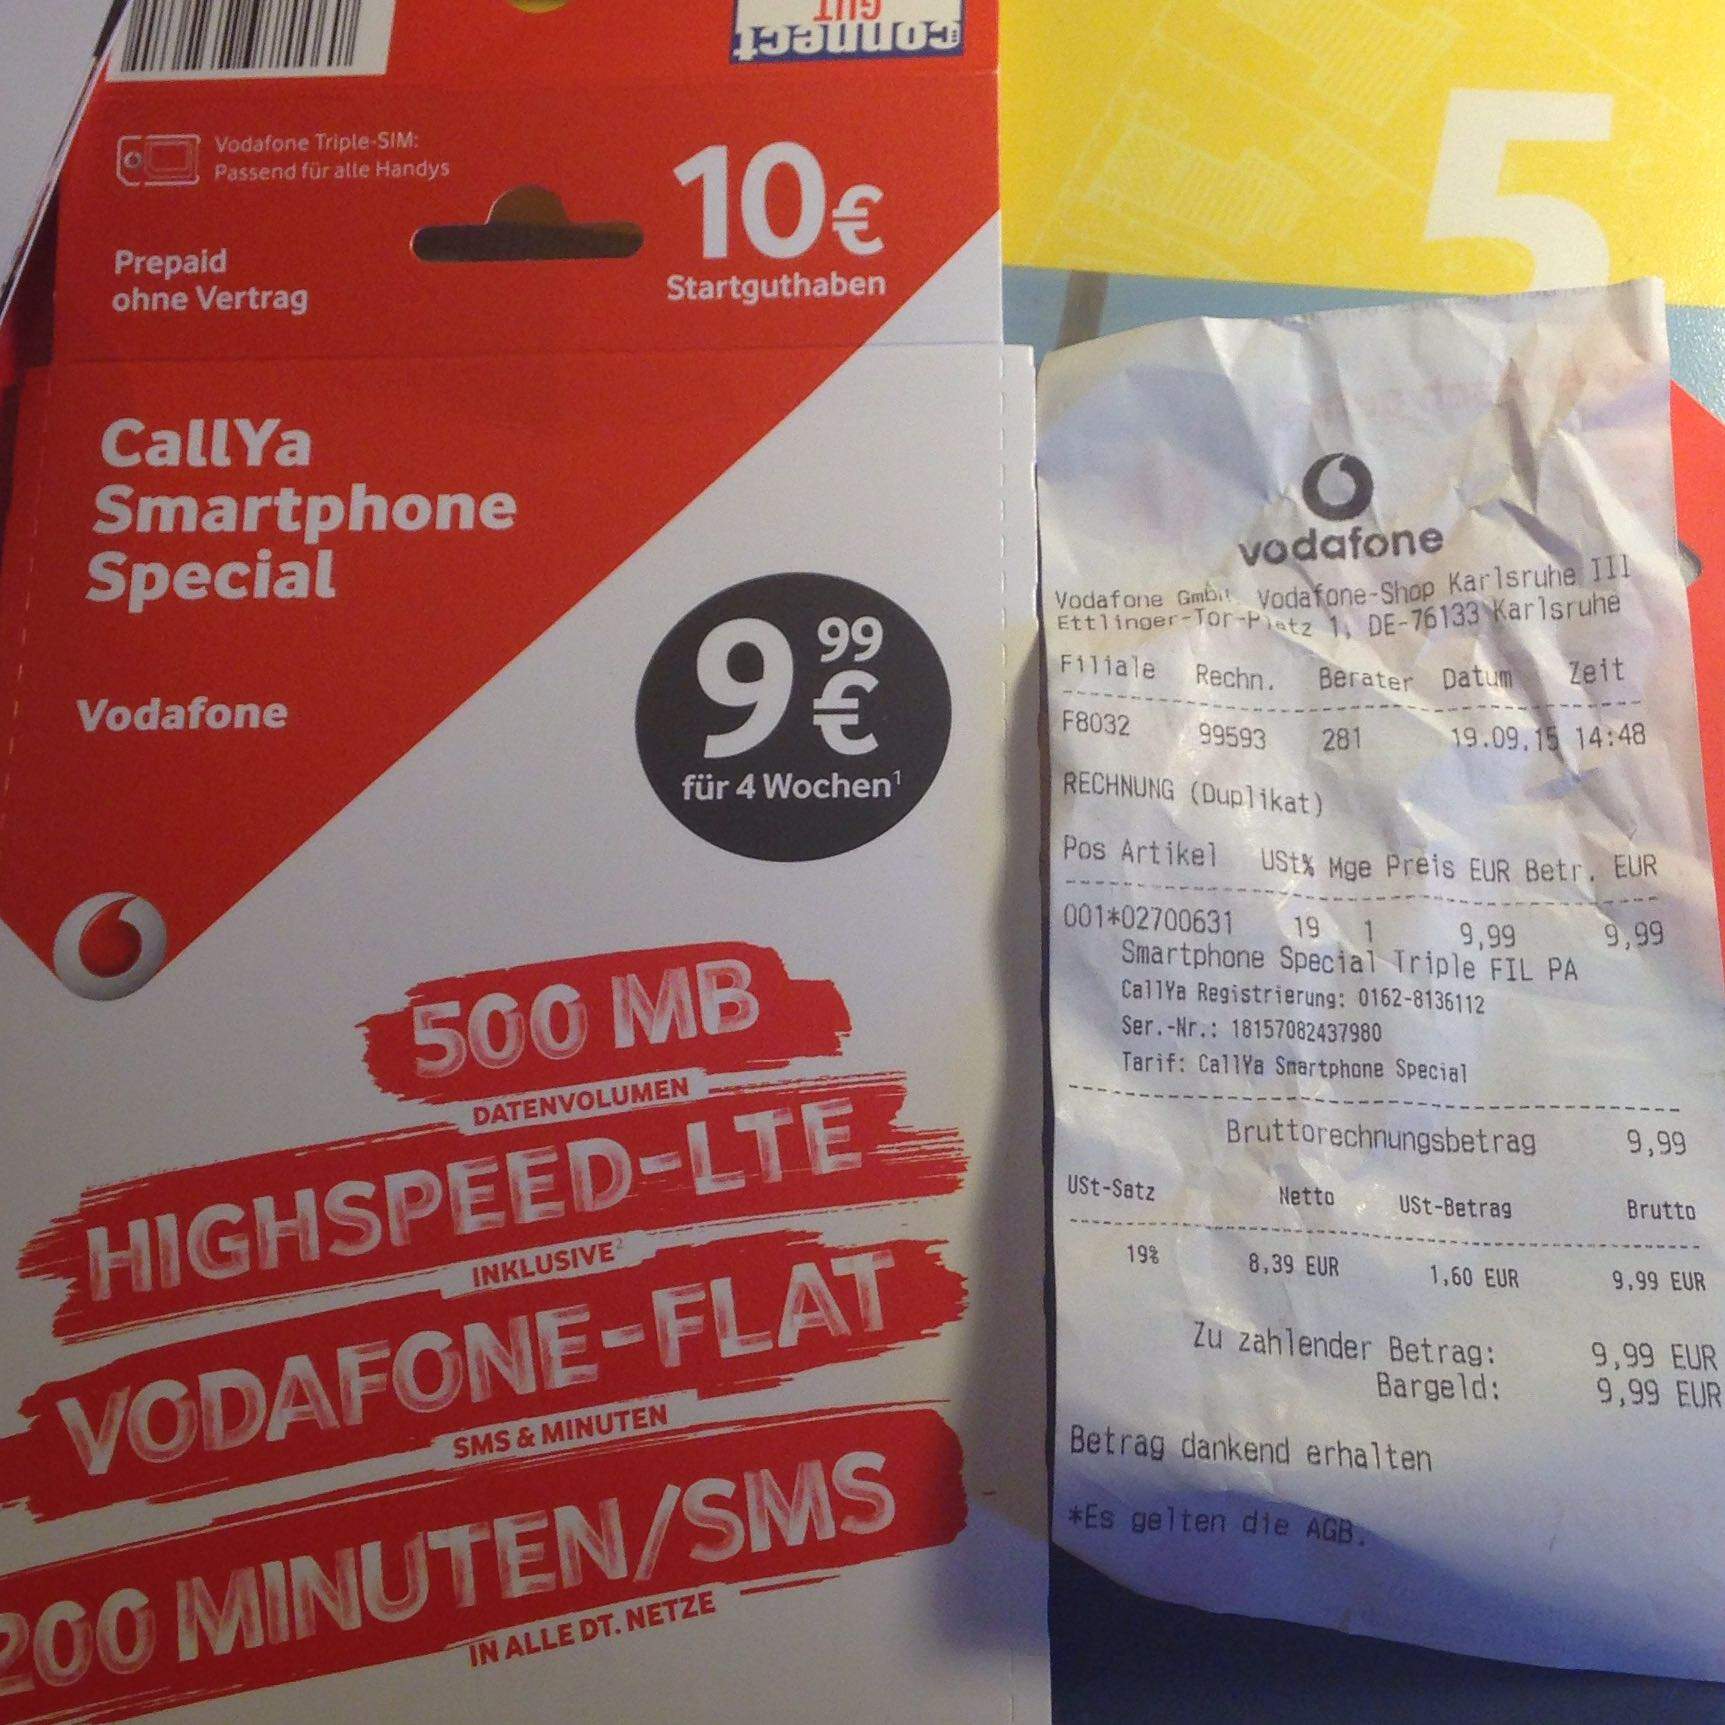 connect
GUT
Vodafone Triple-SIM:
Passend für alle Handys
10€
Startguthaben
Prepaid
ohne Vertrag
CallYa
Smartphone
Special
Vodafone
9 99 €
für 4 Wochen¹
500 MB
DATENVOLUMEN
HIGHSPEED-LTE
INKLUSIVE²
VODAFONE-FLAT
SMS & MINUTEN
200 MINUTEN/SMS
IN ALLE DT. NETZE
5
vodafone
Vodafone GmbH, Vodafone-Shop Karlsruhe III
Ettlinger-Tor-Platz 1, DE-76133 Karlsruhe
Filiale Rechn. Berater Datum Zeit
F8032 99593 281 19.09.15 14:48
RECHNUNG (Duplikat)
Pos Artikel USt% Mge Preis EUR Betr. EUR
001*02700631 19 1 9,99 9,99
Smartphone Special Triple FIL PA
CallYa Registrierung: 0162-8136112
Ser.-Nr.: 18157082437980
Tarif: CallYa Smartphone Special
Bruttorechnungsbetrag 9,99
USt-Satz Netto USt-Betrag Brutto
19% 8,39 EUR 1,60 EUR 9,99 EUR
Zu zahlender Betrag: 9,99 EUR
Bargeld: 9,99 EUR
Betrag dankend erhalten
*Es gelten die AGB.